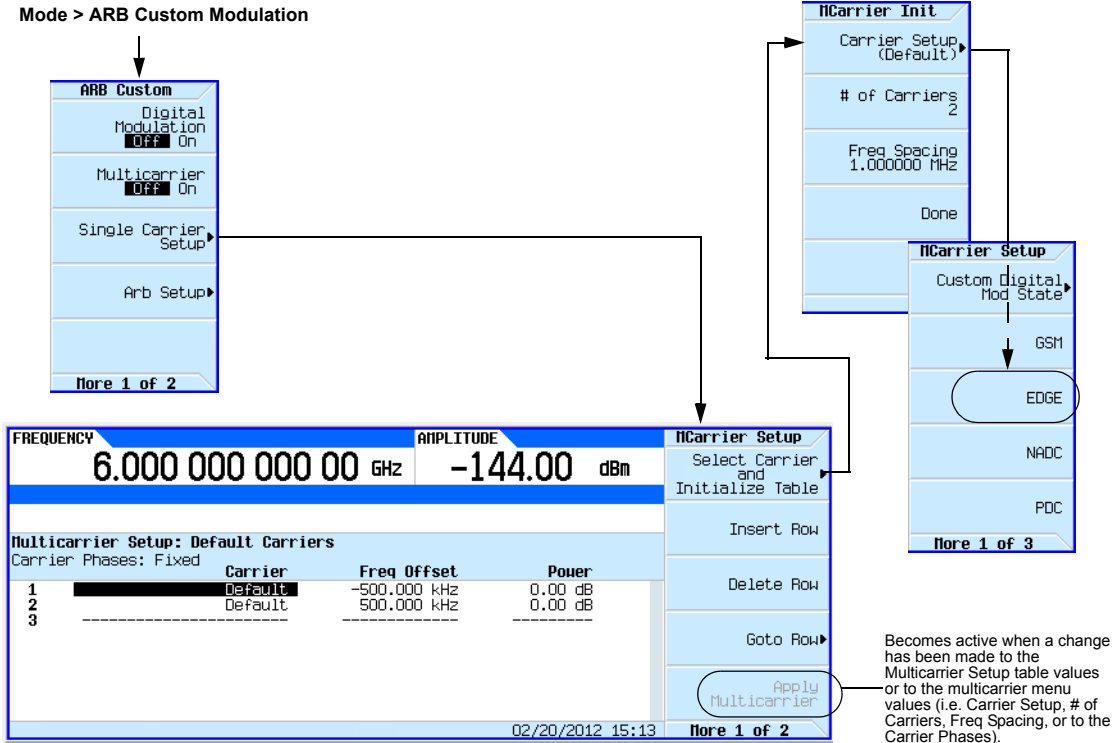 Mode > ARB Custom Modulation
ARB Custom
Digital
Modulation
Off On
Multicarrier
Off On
Single Carrier
Setup
Arb Setup
More 1 of 2
MCarrier Init
Carrier Setup
(Default)
# of Carriers
2
Freq Spacing
1.000000 MHz
Done
MCarrier Setup
Custom Digital
Mod State
GSM
EDGE
NADC
PDC
More 1 of 3
FREQUENCY
6.000 000 000 00 GHz
AMPLITUDE
-144.00 dBm
Multicarrier Setup: Default Carriers
Carrier Phases: Fixed
Carrier Freq Offset Power
1 Default -500.000 kHz 0.00 dB
2 Default 500.000 kHz 0.00 dB
3 ----------------------- ------------- ---------
02/20/2012 15:13
MCarrier Setup
Select Carrier
and
Initialize Table
Insert Row
Delete Row
Goto Row
Apply
Multicarrier
More 1 of 2
Becomes active when a change
has been made to the
Multicarrier Setup table values
or to the multicarrier menu
values (i.e. Carrier Setup, # of
Carriers, Freq Spacing, or to the
Carrier Phases).